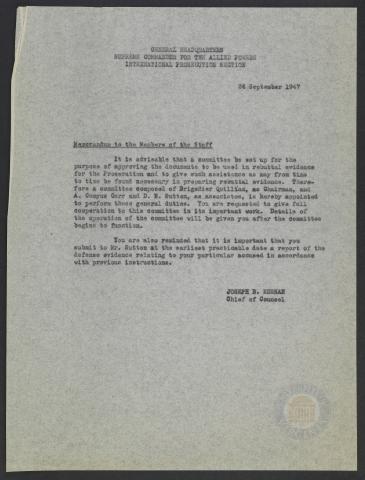 GENERAL HEADQUARTERS
SUPREME COMMANDER FOR THE ALLIED POWERS
INTERNATIONAL PROSECUTION SECTION
26 September 1947
Memorandum to the Members of the Staff
It is advisable that a committee be set up for the
purpose of approving the documents to be used in rebuttal evidence
for the Prosecution and to give such assistance as may from time
to time be found necessary in preparing rebuttal evidence. There-
fore a committee composed of Brigadier Quilliam, as Chairman, and
A. Comyns Carr and D. N. Sutton, as associates, is hereby appointed
to perform these general duties. You are requested to give full
cooperation to this committee in its important work. Details of
the operation of the committee will be given you after the committee
begins to function.
You are also reminded that it is important that you
submit to Mr. Sutton at the earliest practicable date a report of the
defense evidence relating to your particular accused in accordance
with previous instructions.
JOSEPH B. KEENAN
Chief of Counsel